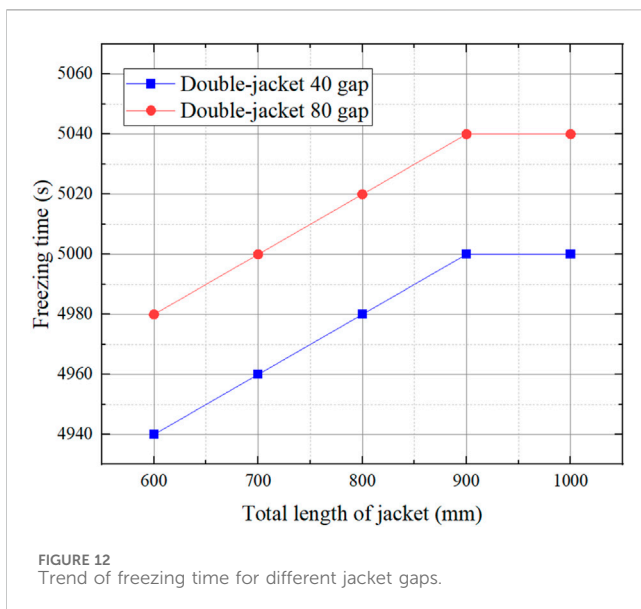 Double-jacket 40 gap
Double-jacket 80 gap
5060
5040
5020
5000
4980
4960
4940
Freezing time (s)
600 700 800 900 1000
Total length of jacket (mm)
FIGURE 12
Trend of freezing time for different jacket gaps.